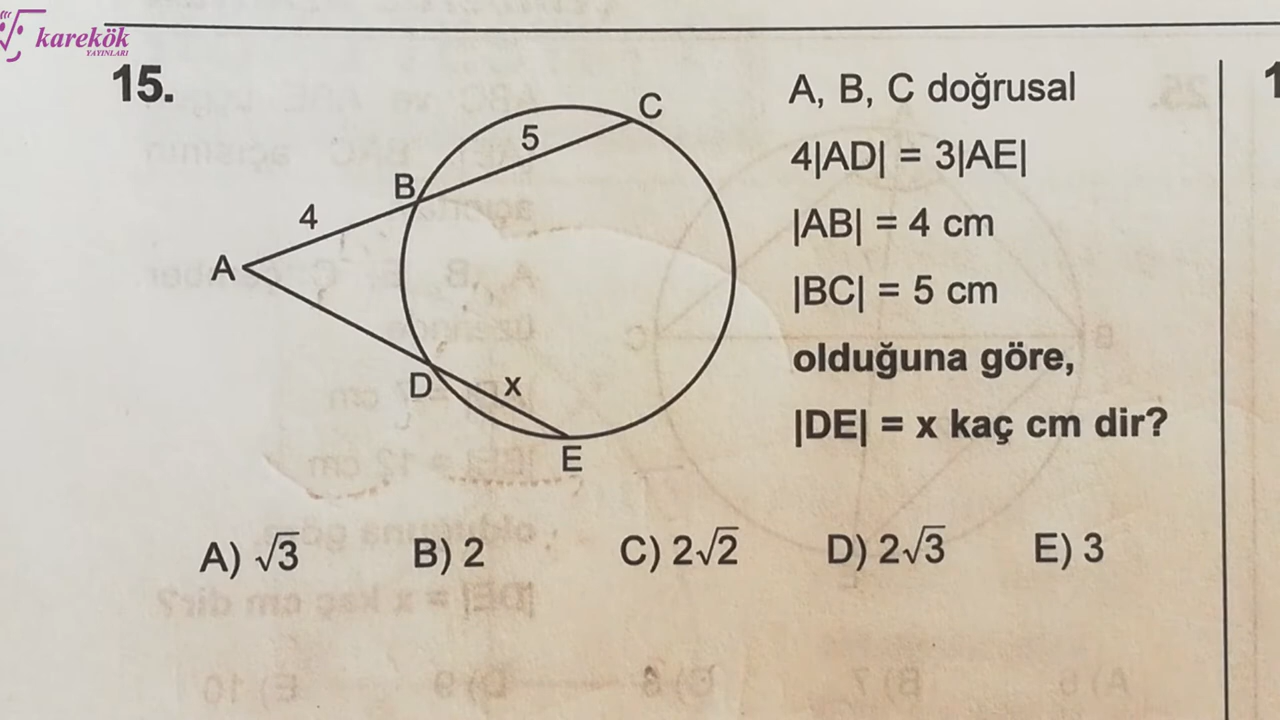 karekök
YAYINLARI
15.
A, B, C doğrusal
4|AD| = 3|AE|
|AB| = 4 cm
|BC| = 5 cm
olduğuna göre,
|DE| = x kaç cm dir?
C
5
B
4
A
D
x
E
A) √3 B) 2 C) 2√2 D) 2√3 E) 3